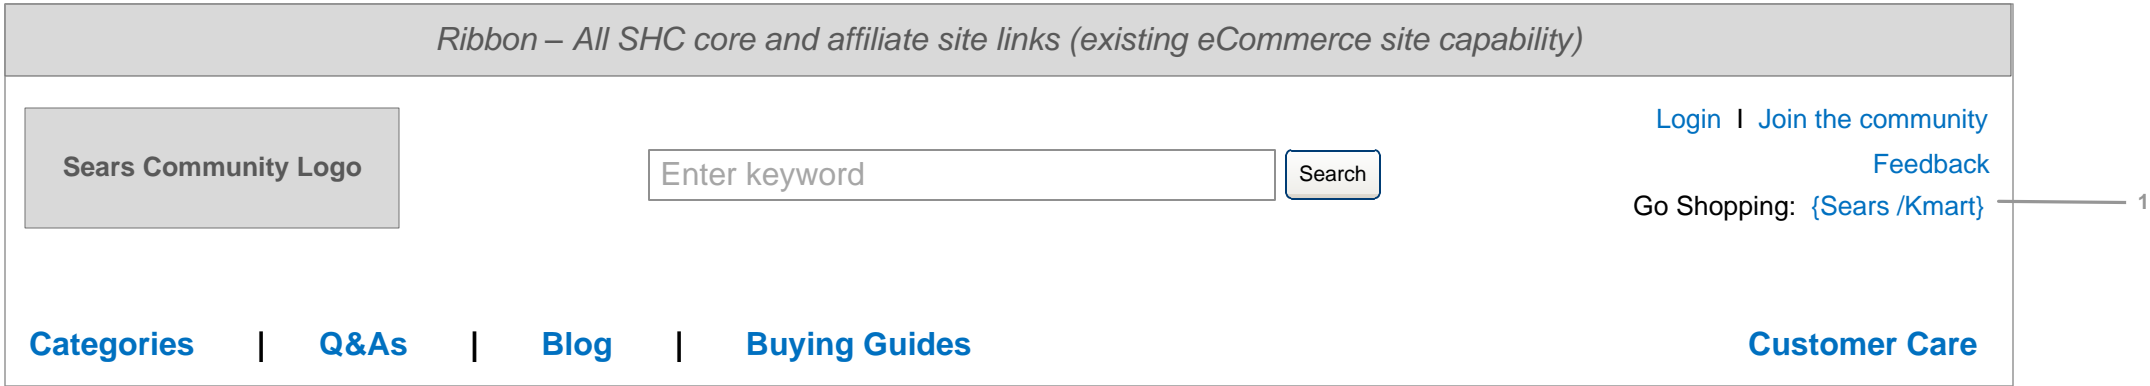 Ribbon – All SHC core and affiliate site links (existing eCommerce site capability)
Login I Join the community
Sears Community Logo
Enter keyword
Search
Feedback
Go Shopping: {Sears /Kmart}
1
Categories | Q&As | Blog | Buying Guides
Customer Care